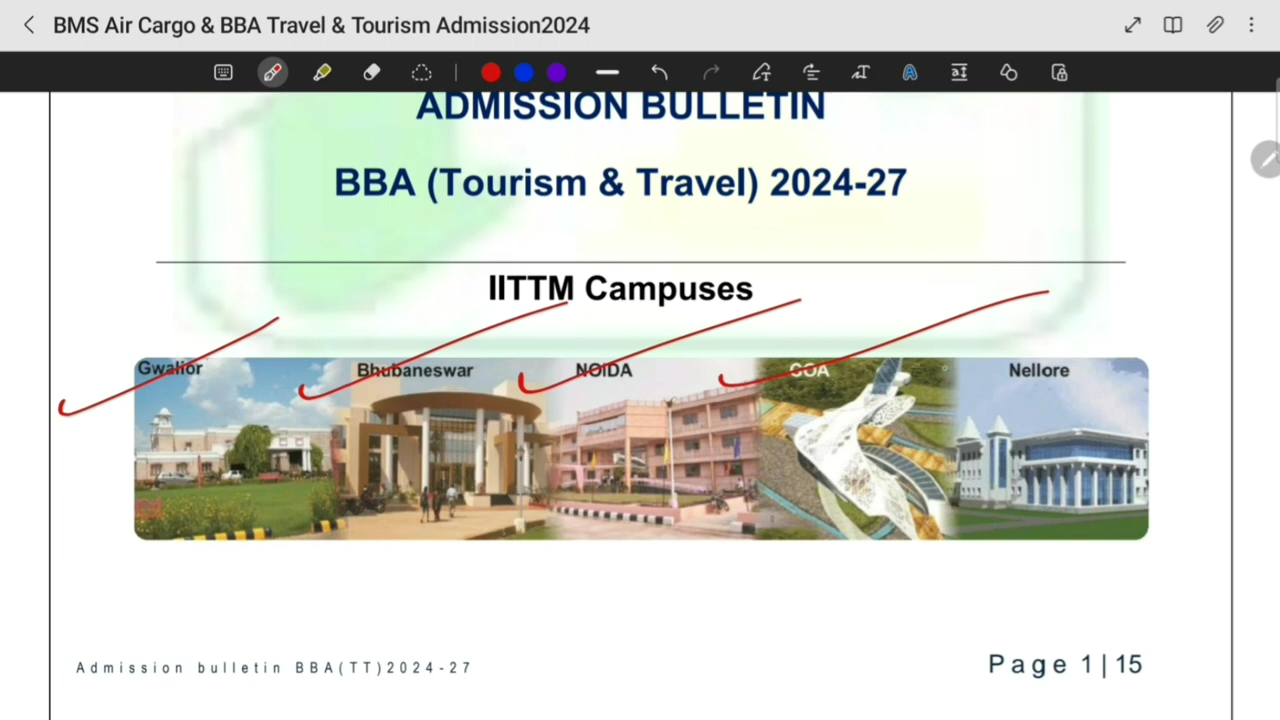 BMS Air Cargo & BBA Travel & Tourism Admission2024
ADMISSION BULLETIN
BBA (Tourism & Travel) 2024-27
IITTM Campuses
Gwalior Bhubaneswar NOIDA GOA Nellore
Admission bulletin BBA(TT)2024-27 Page 1|15